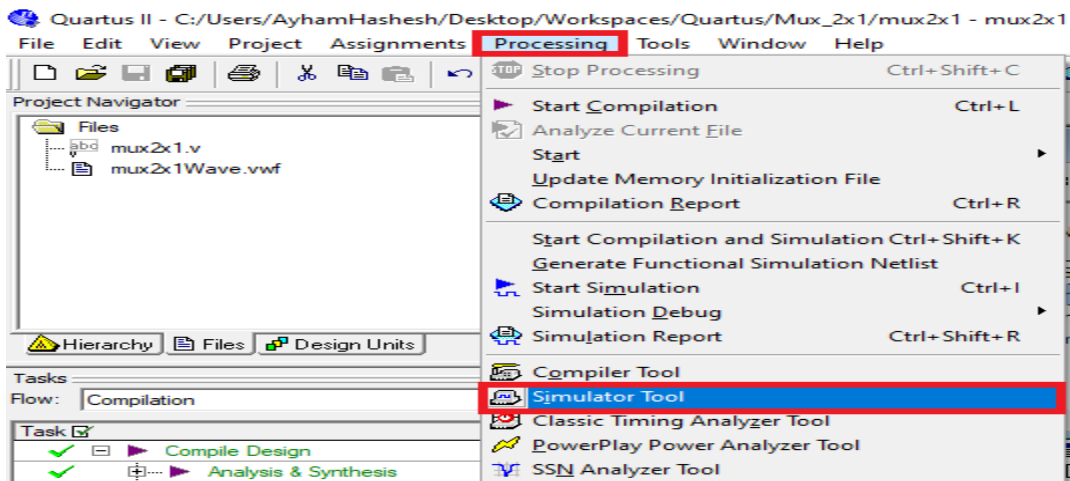 Quartus II - C:/Users/AyhamHashesh/Desktop/Workspaces/Quartus/Mux_2x1/mux2x1 - mux2x1
File Edit View Project Assignments Processing Tools Window Help
Project Navigator
Files
abd mux2x1.v
mux2x1Wave.vwf
Hierarchy Files Design Units
Tasks
Flow: Compilation
Task
Compile Design
Analysis & Synthesis
STOP Stop Processing Ctrl+Shift+C
Start Compilation Ctrl+L
Analyze Current File
Start
Update Memory Initialization File
Compilation Report Ctrl+R
Start Compilation and Simulation Ctrl+Shift+K
Generate Functional Simulation Netlist
Start Simulation Ctrl+I
Simulation Debug
Simulation Report Ctrl+Shift+R
Compiler Tool
Simulator Tool
Classic Timing Analyzer Tool
PowerPlay Power Analyzer Tool
SSN Analyzer Tool